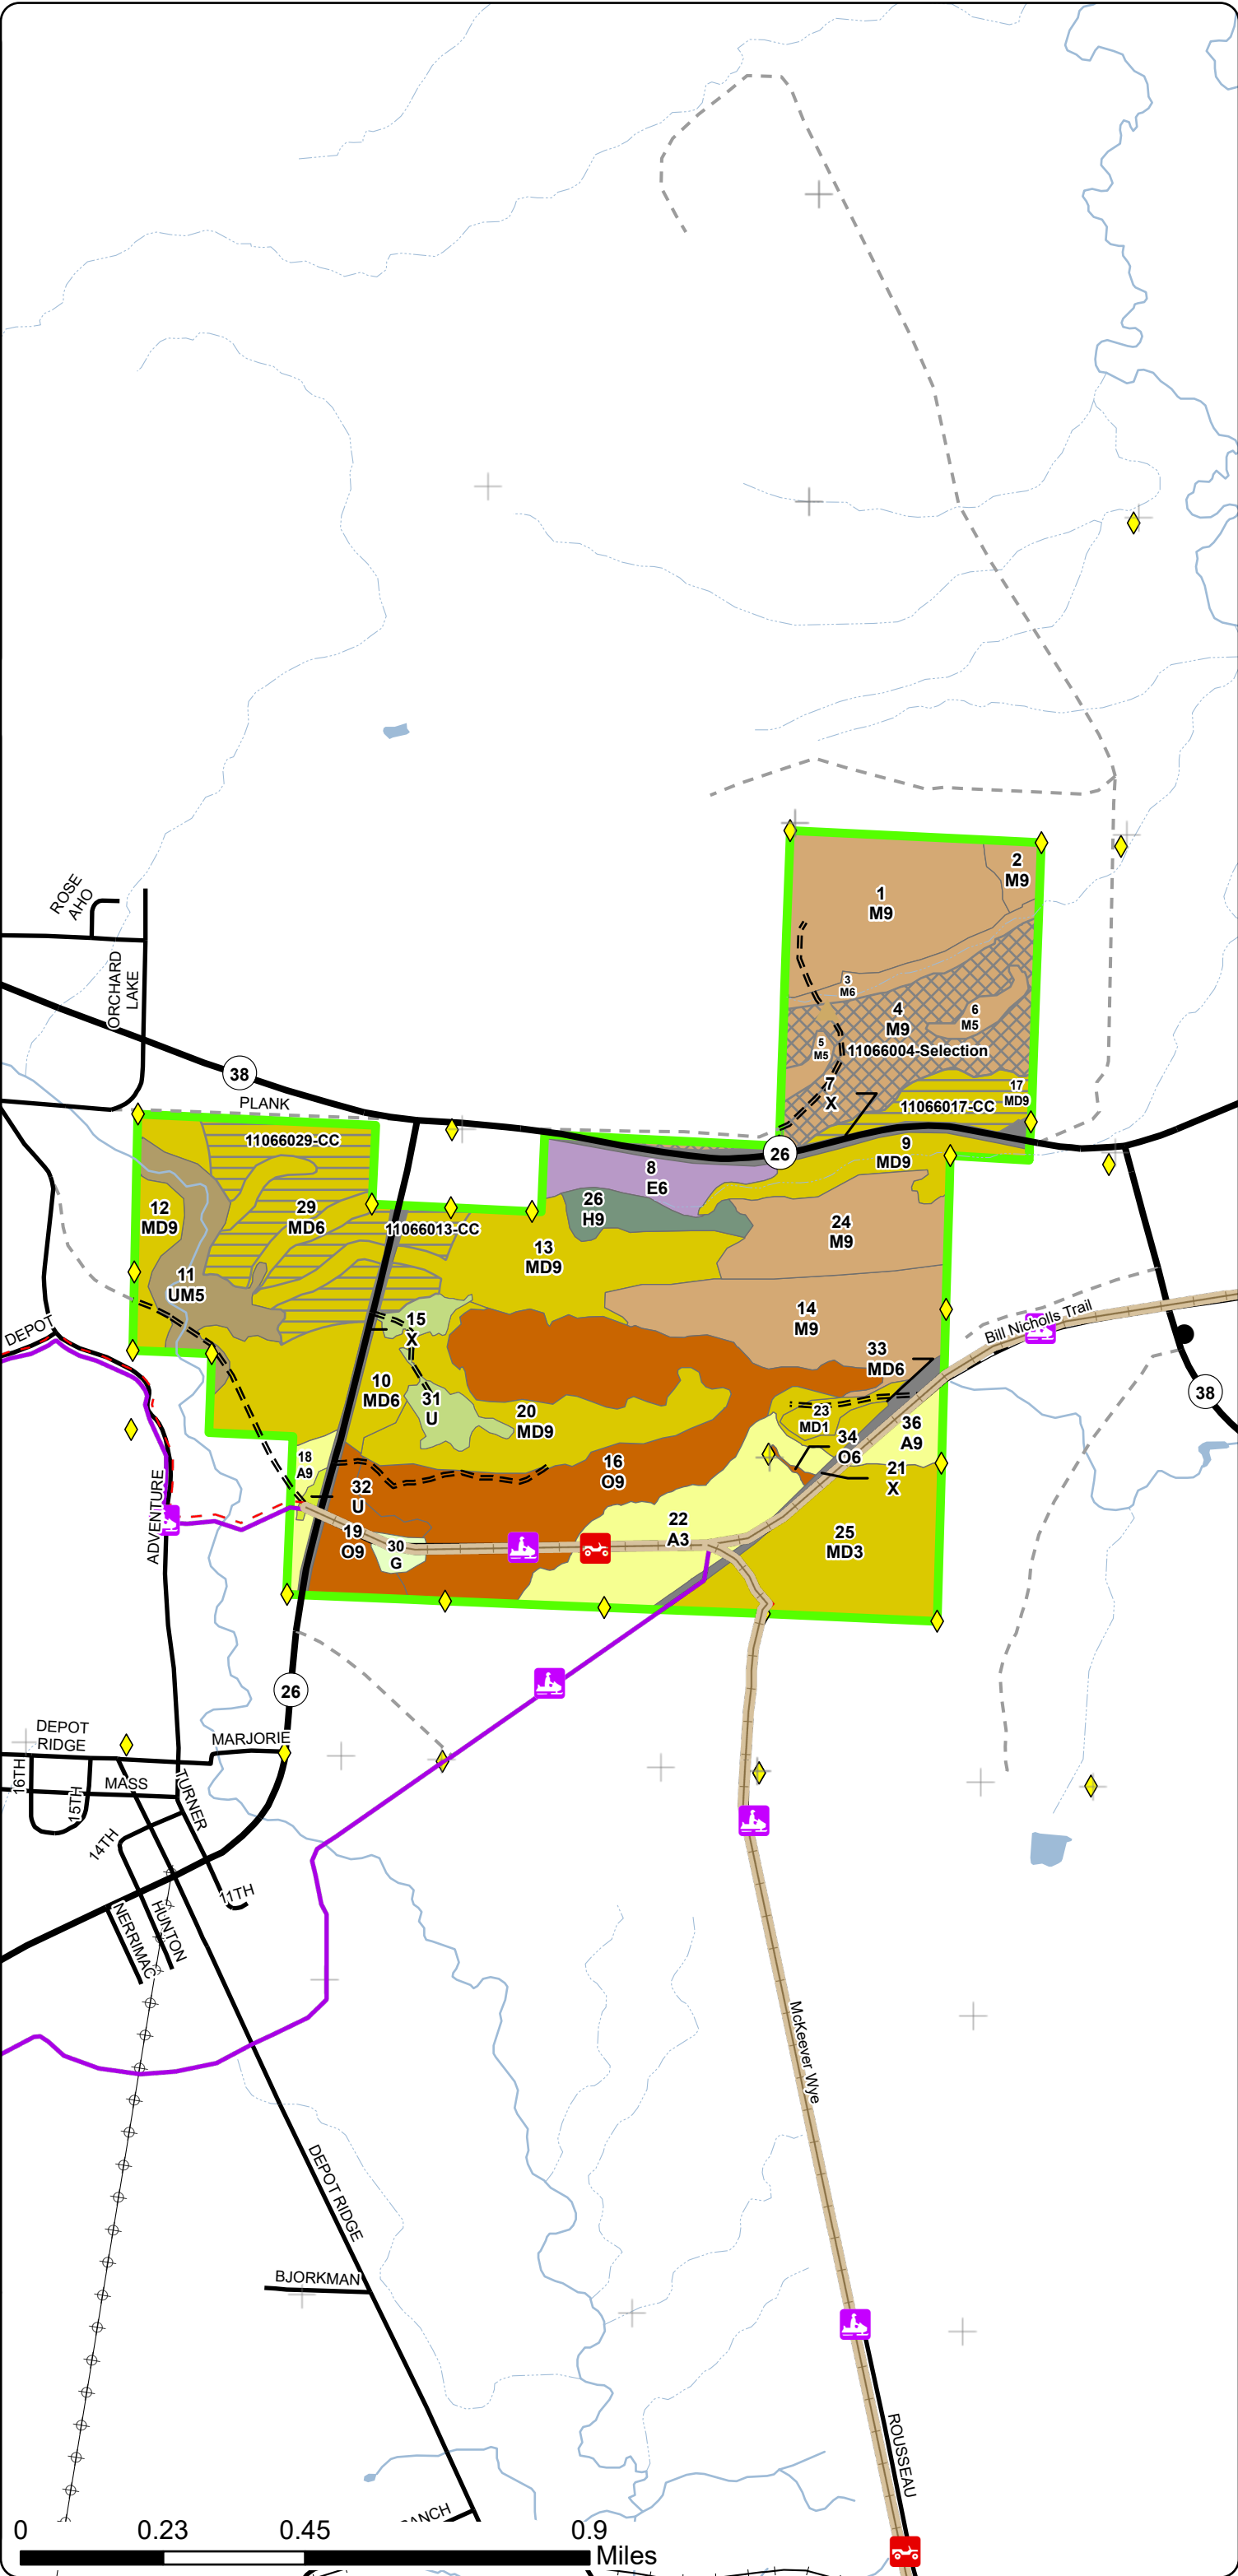 ROSE
AHO
ORCHARD
LAKE
38
PLANK
1
M9
2
M9
3
M6
4
M9
6
M5
5
M5
11066004-Selection
7
X
17
MD9
11066017-CC
26
9
MD9
11066029-CC
8
E6
12
MD9
29
MD6
26
H9
11066013-CC
24
M9
13
MD9
11
UM5
15
X
14
M9
Bill Nicholls Trail
DEPOT
33
MD6
38
10
MD6
31
U
20
MD9
23
MD1
36
A9
34
O6
18
A9
16
O9
21
X
32
U
ADVENTURE
19
O9
30
G
22
A3
25
MD3
26
DEPOT
RIDGE
MARJORIE
16TH
15TH
MASS
TURNER
14TH
11TH
NERRIMAC
HUNTON
McKeever Wye
DEPOT RIDGE
BJORKMAN
ROUSSEAU
0
0.23
0.45
0.9
Miles